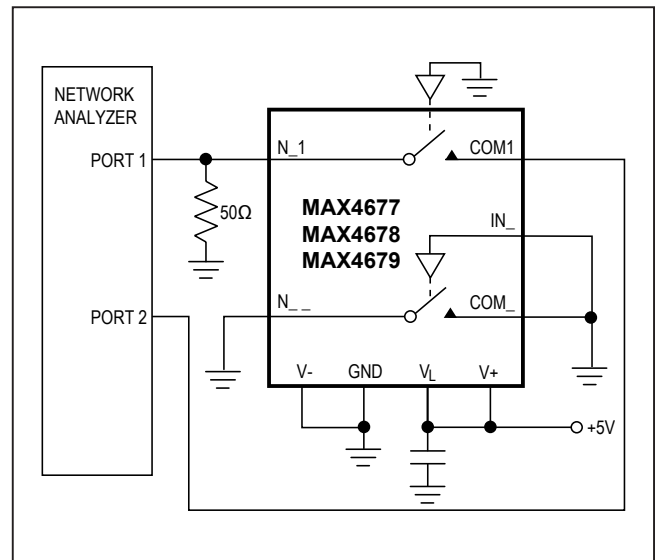 NETWORK
ANALYZER
PORT 1
N_1
COM1
50Ω
MAX4677
MAX4678
MAX4679
IN_
PORT 2
N_ _
COM_
V-
GND
VL
V+
+5V